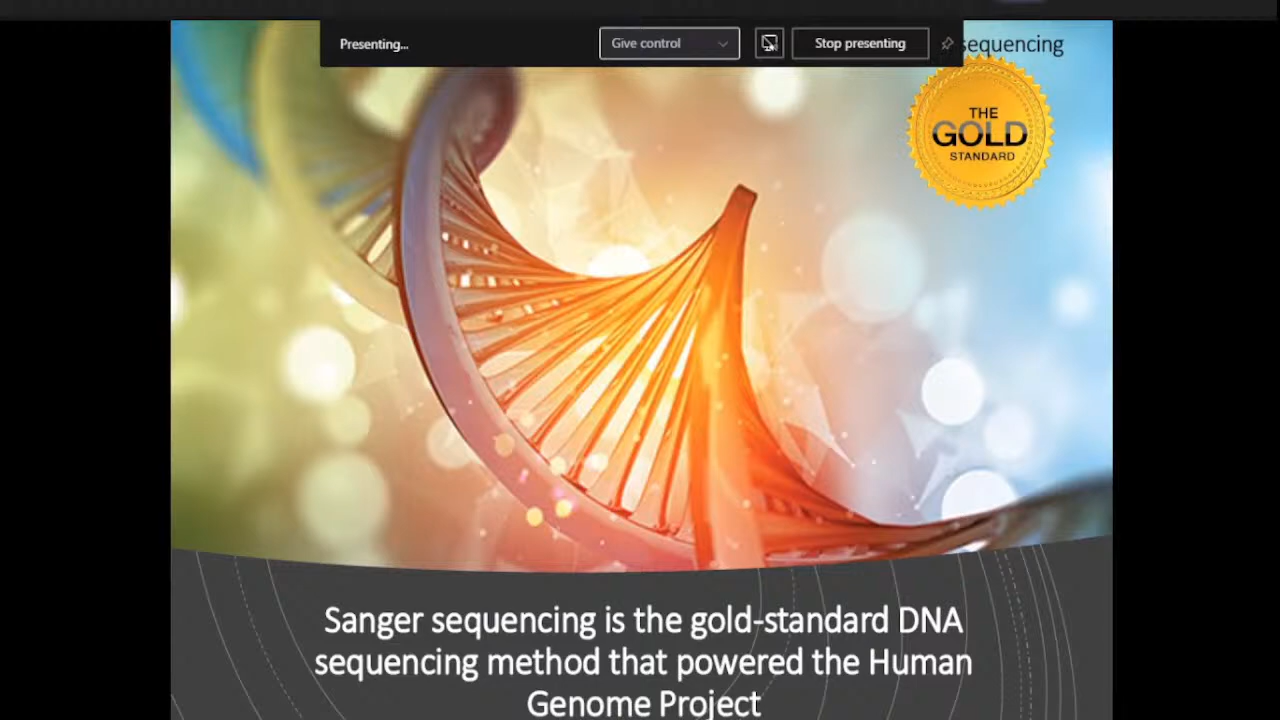 Presenting...
Give control
Stop presenting
sequencing
THE
GOLD
STANDARD
Sanger sequencing is the gold-standard DNA
sequencing method that powered the Human
Genome Project